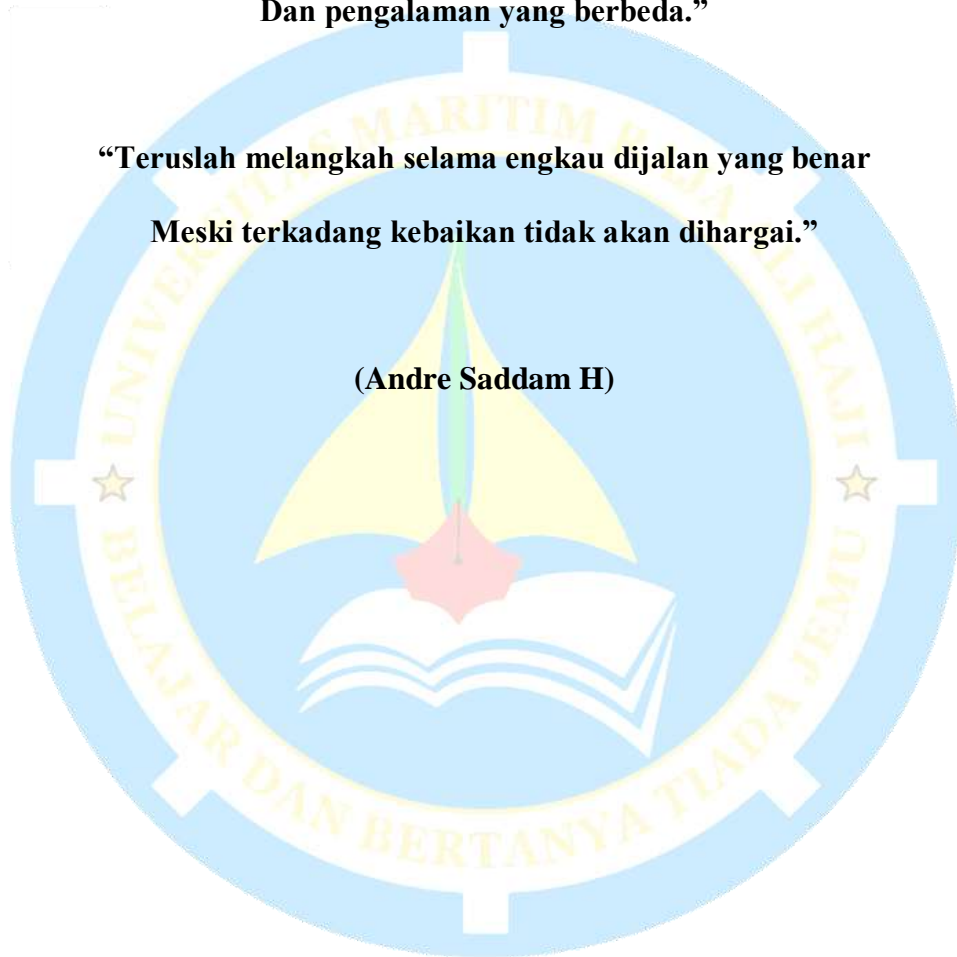 Dan pengalaman yang berbeda.”
“Teruslah melangkah selama engkau dijalan yang benar
Meski terkadang kebaikan tidak akan dihargai.”
(Andre Saddam H)
UNIVERSITAS MARITIM RAJA ALI HAJI
BELAJAR DAN BERTANYA TIADA JEMU